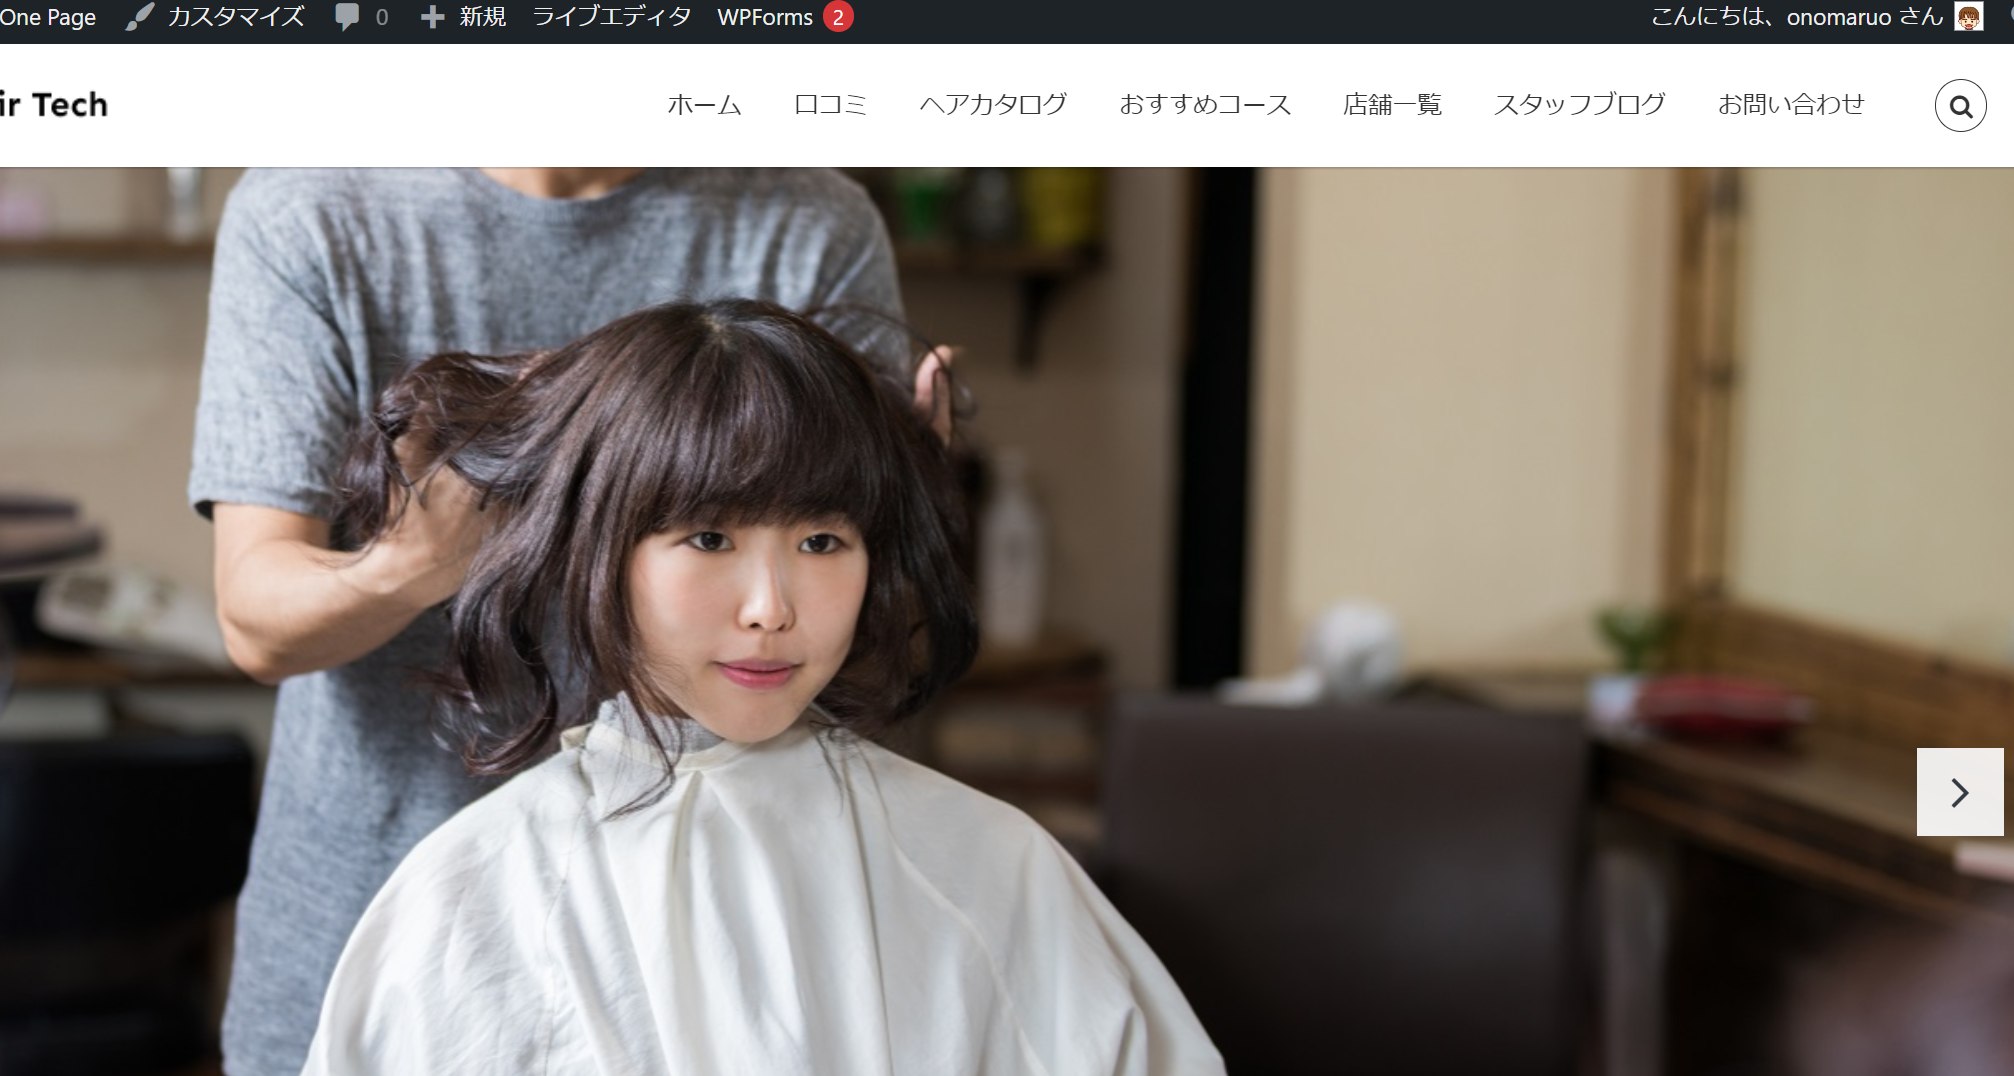 One Page カスタマイズ 0 新規 ライブエディタ WPForms 2 こんにちは、onomaruo さん
ir Tech ホーム 口コミ ヘアカタログ おすすめコース 店舗一覧 スタッフブログ お問い合わせ